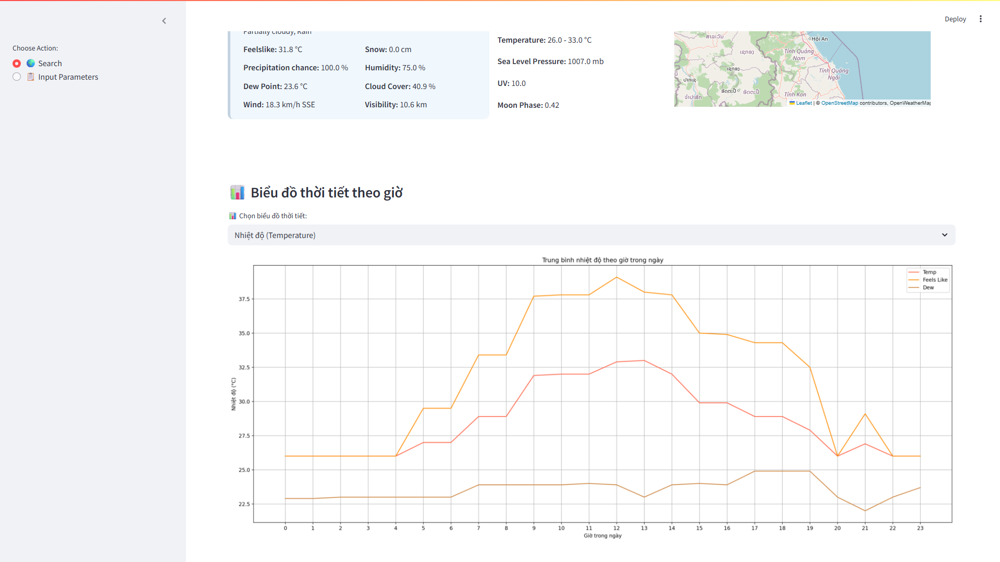 Deploy
Choose Action:
Search
Input Parameters
Partially cloudy, Rain
Feelslike: 31.8 °C
Snow: 0.0 cm
Precipitation chance: 100.0 %
Humidity: 75.0 %
Dew Point: 23.6 °C
Cloud Cover: 40.9 %
Wind: 18.3 km/h SSE
Visibility: 10.6 km
Temperature: 26.0 - 33.0 °C
Sea Level Pressure: 1007.0 mb
UV: 10.0
Moon Phase: 0.42
ສາລະວັນ
Hội An
ເຊກອງ
Tỉnh Quảng
Nam
ເຊກອງ
Tỉnh Quảng
Ngãi
ປາກເຊ
ອັດຕະປື
ອັດຕະປື
ຈຳປາສັກ
Tỉnh Kon
Leaflet | © OpenStreetMap contributors, OpenWeatherMap
Biểu đồ thời tiết theo giờ
Chọn biểu đồ thời tiết:
Nhiệt độ (Temperature)
Trung bình nhiệt độ theo giờ trong ngày
Temp
Feels Like
Dew
37.5
35.0
32.5
30.0
27.5
25.0
22.5
Nhiệt độ (°C)
0 1 2 3 4 5 6 7 8 9 10 11 12 13 14 15 16 17 18 19 20 21 22 23
Giờ trong ngày